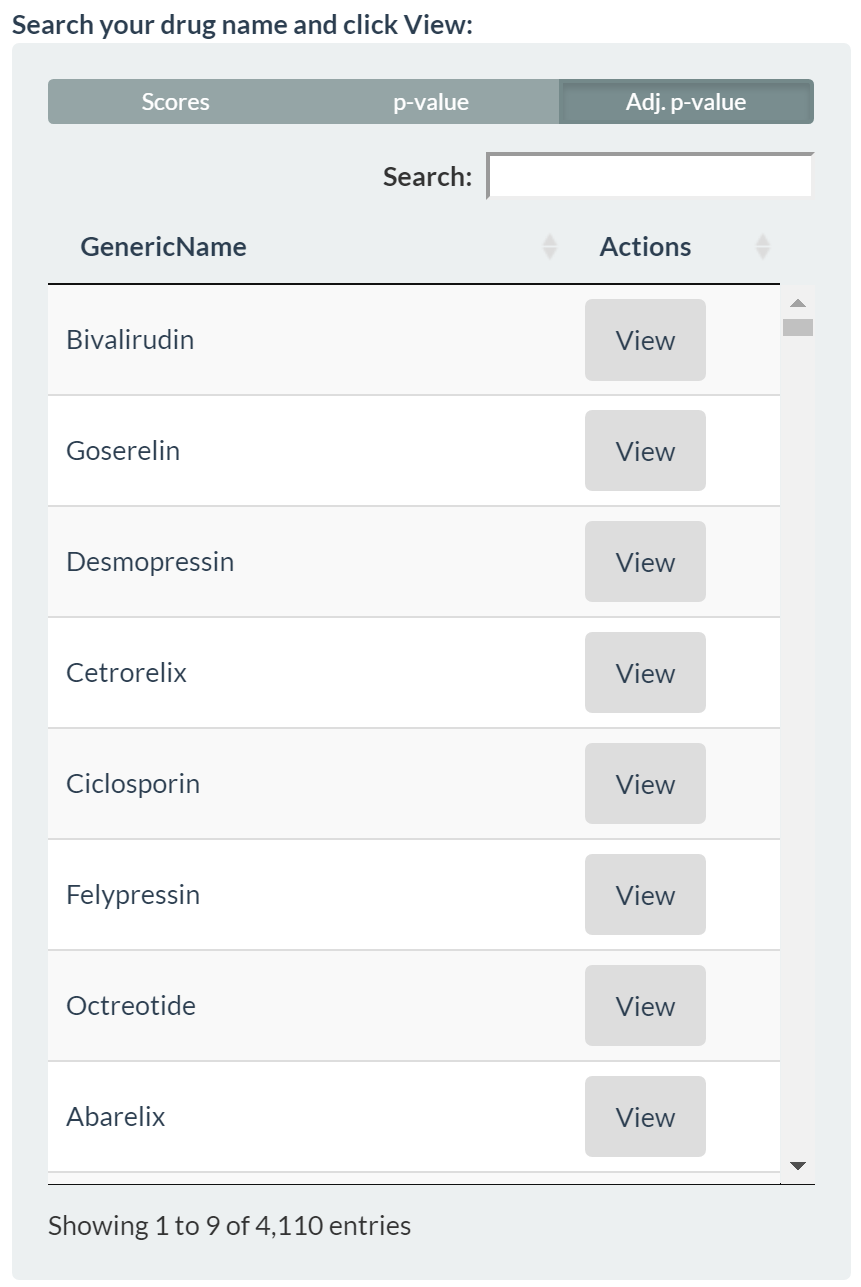 Search your drug name and click View:
Scores p-value Adj. p-value
Search:
GenericName Actions
Bivalirudin View
Goserelin View
Desmopressin View
Cetrorelix View
Ciclosporin View
Felypressin View
Octreotide View
Abarelix View
Showing 1 to 9 of 4,110 entries